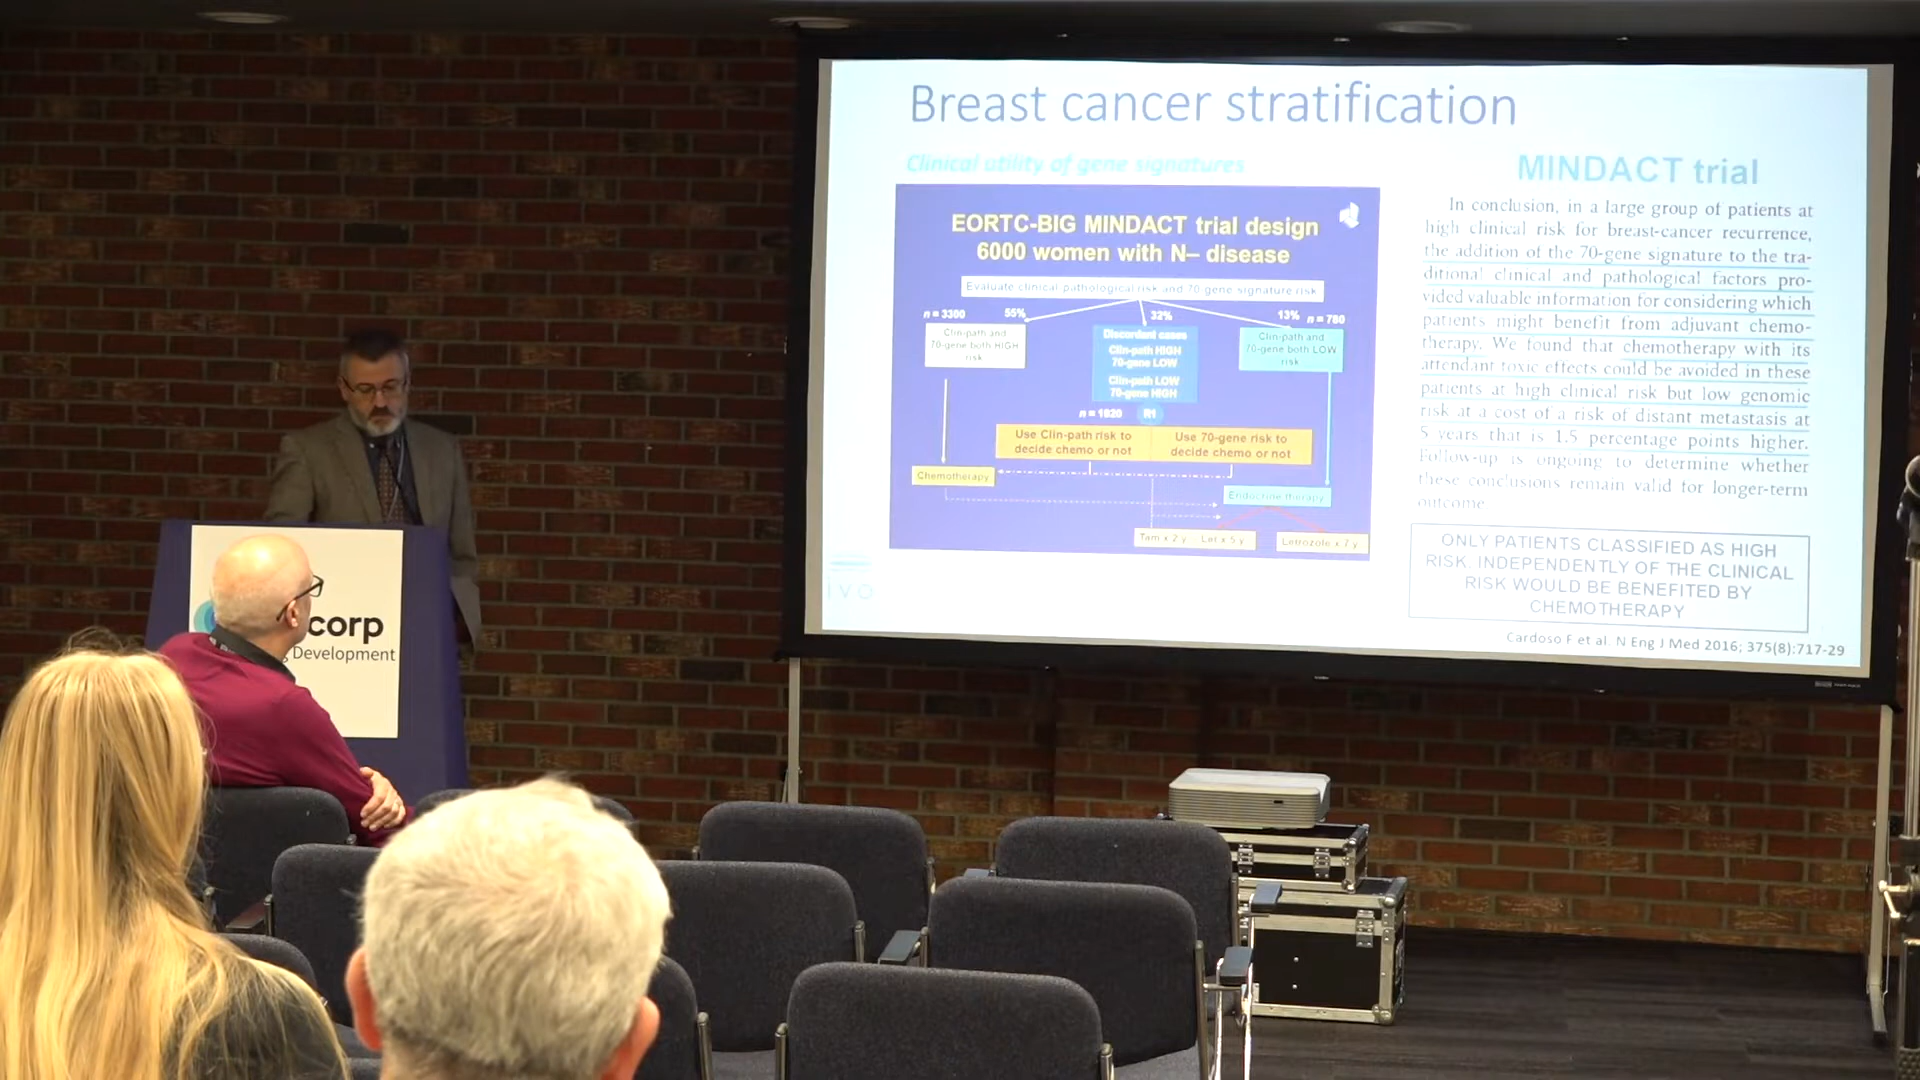 Breast cancer stratification
Clinical utility of gene signatures
EORTC-BIG MINDACT trial design
6000 women with N– disease
Evaluate clinical-pathological risk and 70-gene signature risk
n = 3300
55%
32%
13%
n = 780
Clin-path and
70-gene both HIGH
risk
Discordant cases
Clin-path HIGH
70-gene LOW
Clin-path LOW
70-gene HIGH
Clin-path and
70-gene both LOW
risk
n = 1920
R1
Use Clin-path risk to
decide chemo or not
Use 70-gene risk to
decide chemo or not
Chemotherapy
Endocrine therapy
Tam x 2 y
Let x 5 y
Letrozole x 7 y
MINDACT trial
In conclusion, in a large group of patients at
high clinical risk for breast-cancer recurrence,
the addition of the 70-gene signature to the tra-
ditional clinical and pathological factors pro-
vided valuable information for considering which
patients might benefit from adjuvant chemo-
therapy. We found that chemotherapy with its
attendant toxic effects could be avoided in these
patients at high clinical risk but low genomic
risk at a cost of a risk of distant metastasis at
5 years that is 1.5 percentage points higher.
Follow-up is ongoing to determine whether
these conclusions remain valid for longer-term
outcome.
ONLY PATIENTS CLASSIFIED AS HIGH
RISK, INDEPENDENTLY OF THE CLINICAL
RISK WOULD BE BENEFITED BY
CHEMOTHERAPY
Cardoso F et al. N Eng J Med 2016; 375(8):717-29
ivo
corp
Development